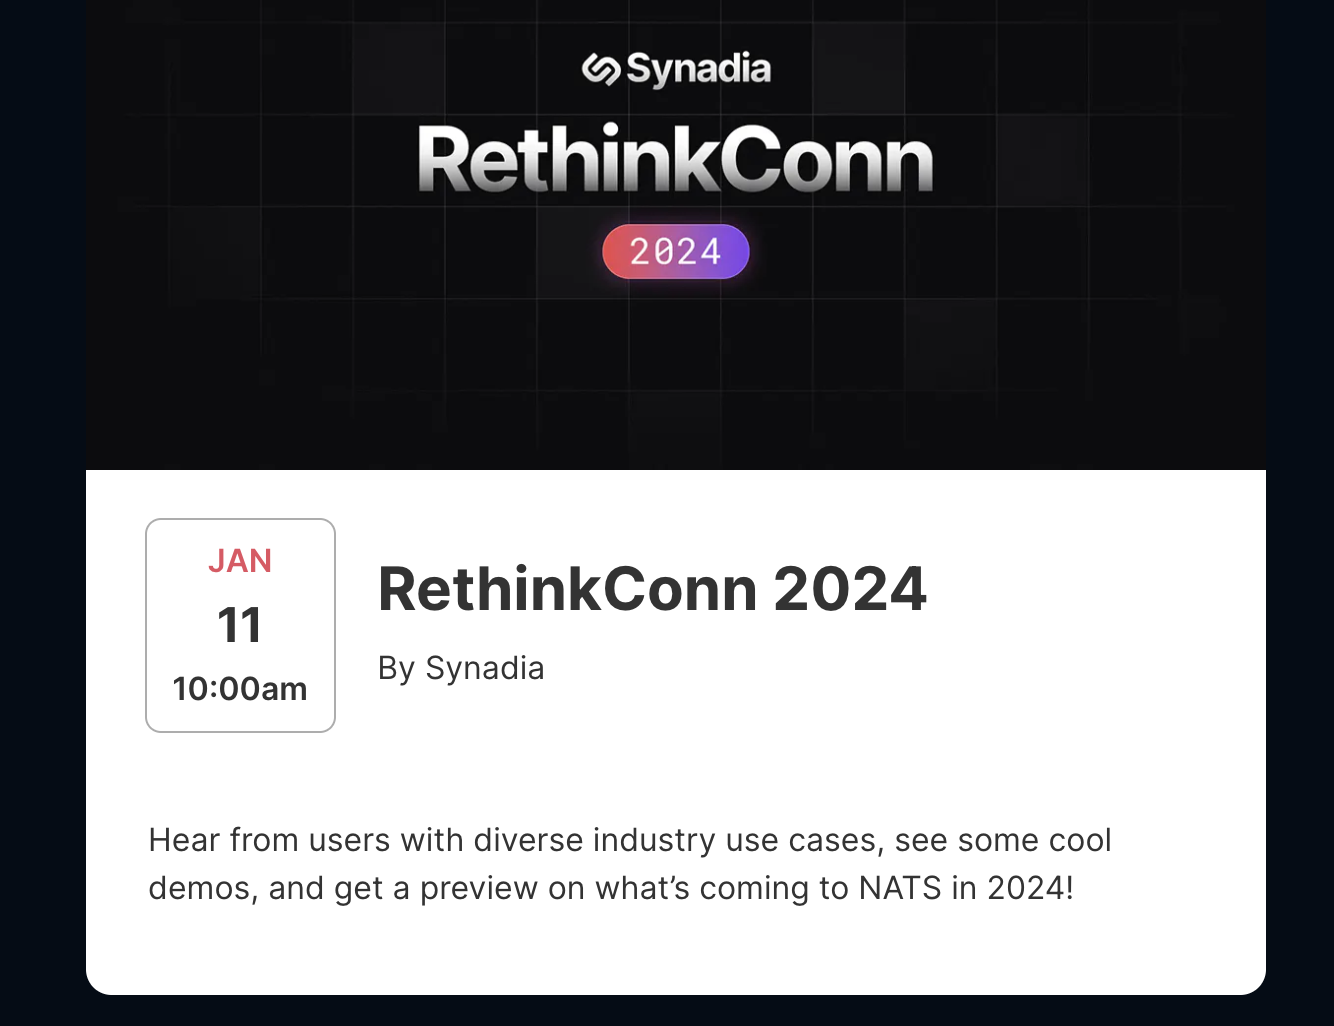 Synadia
RethinkConn
2024
JAN
11
10:00am
RethinkConn 2024
By Synadia
Hear from users with diverse industry use cases, see some cool
demos, and get a preview on what’s coming to NATS in 2024!